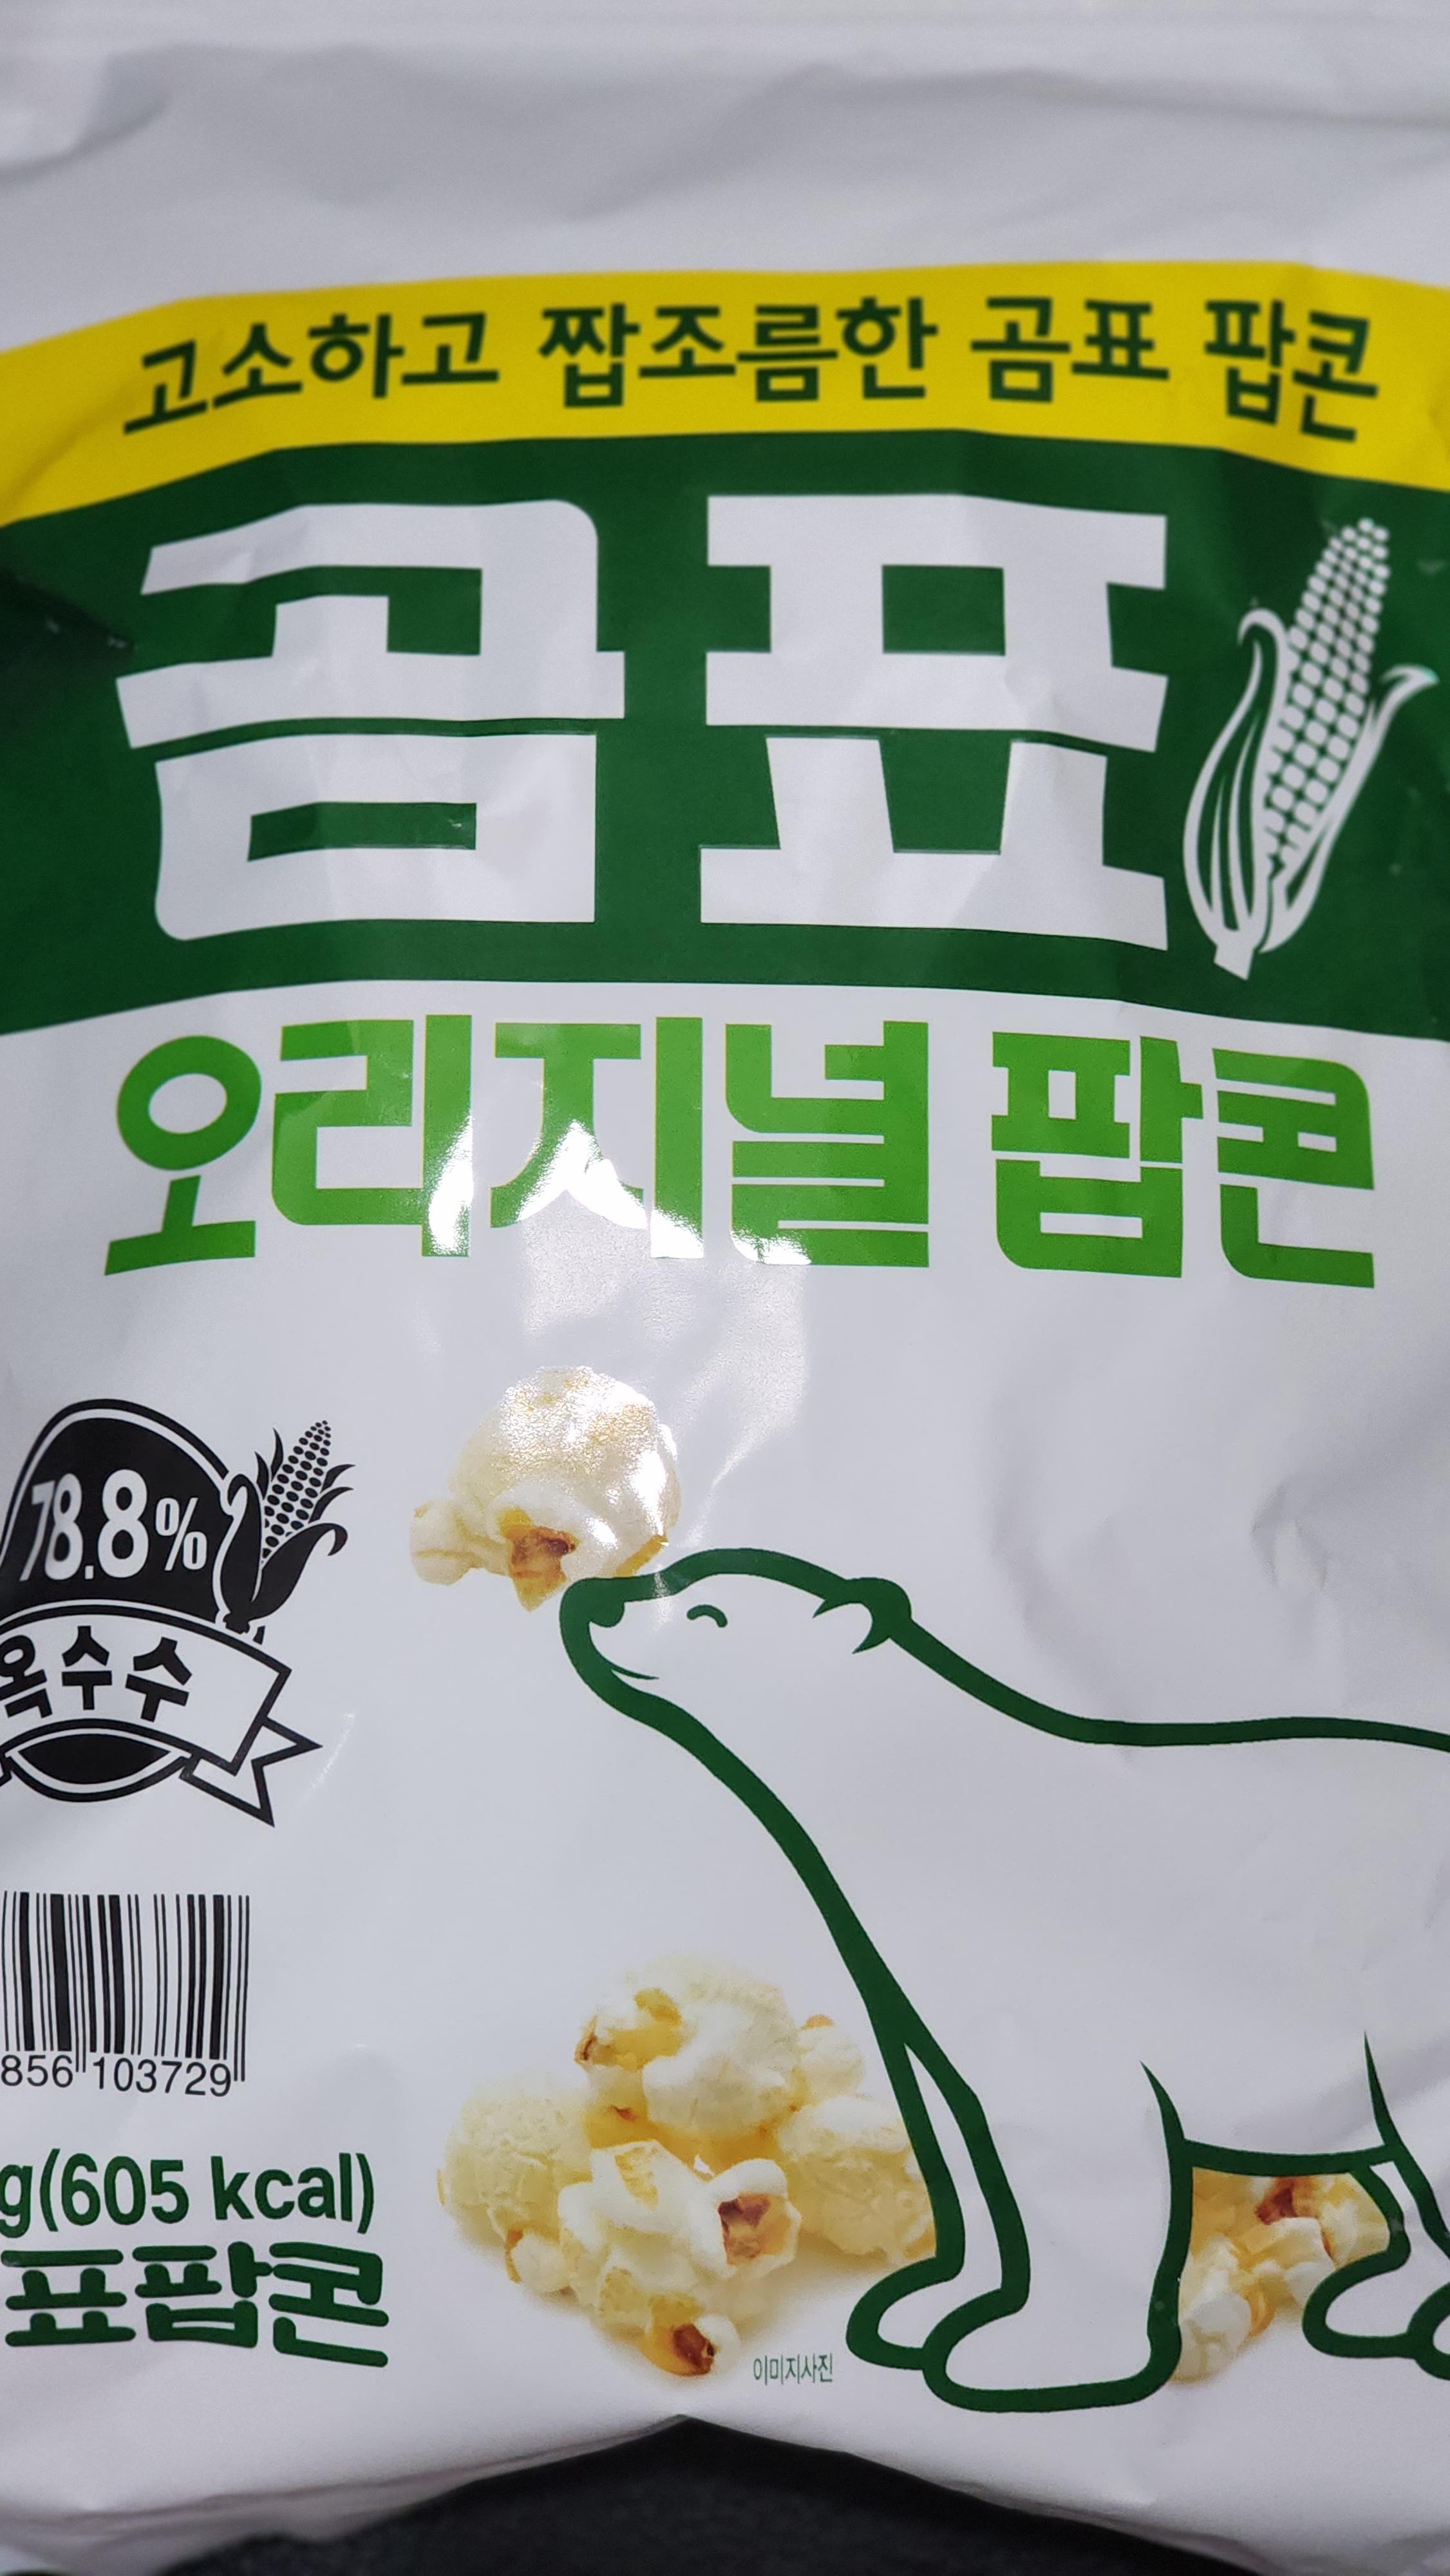 고소하고 짭조름한 곰표 팝콘
곰표
오리지널 팝콘
78.8%
옥수수
856 103729
g(605 kcal)
표팝콘
이미지사진